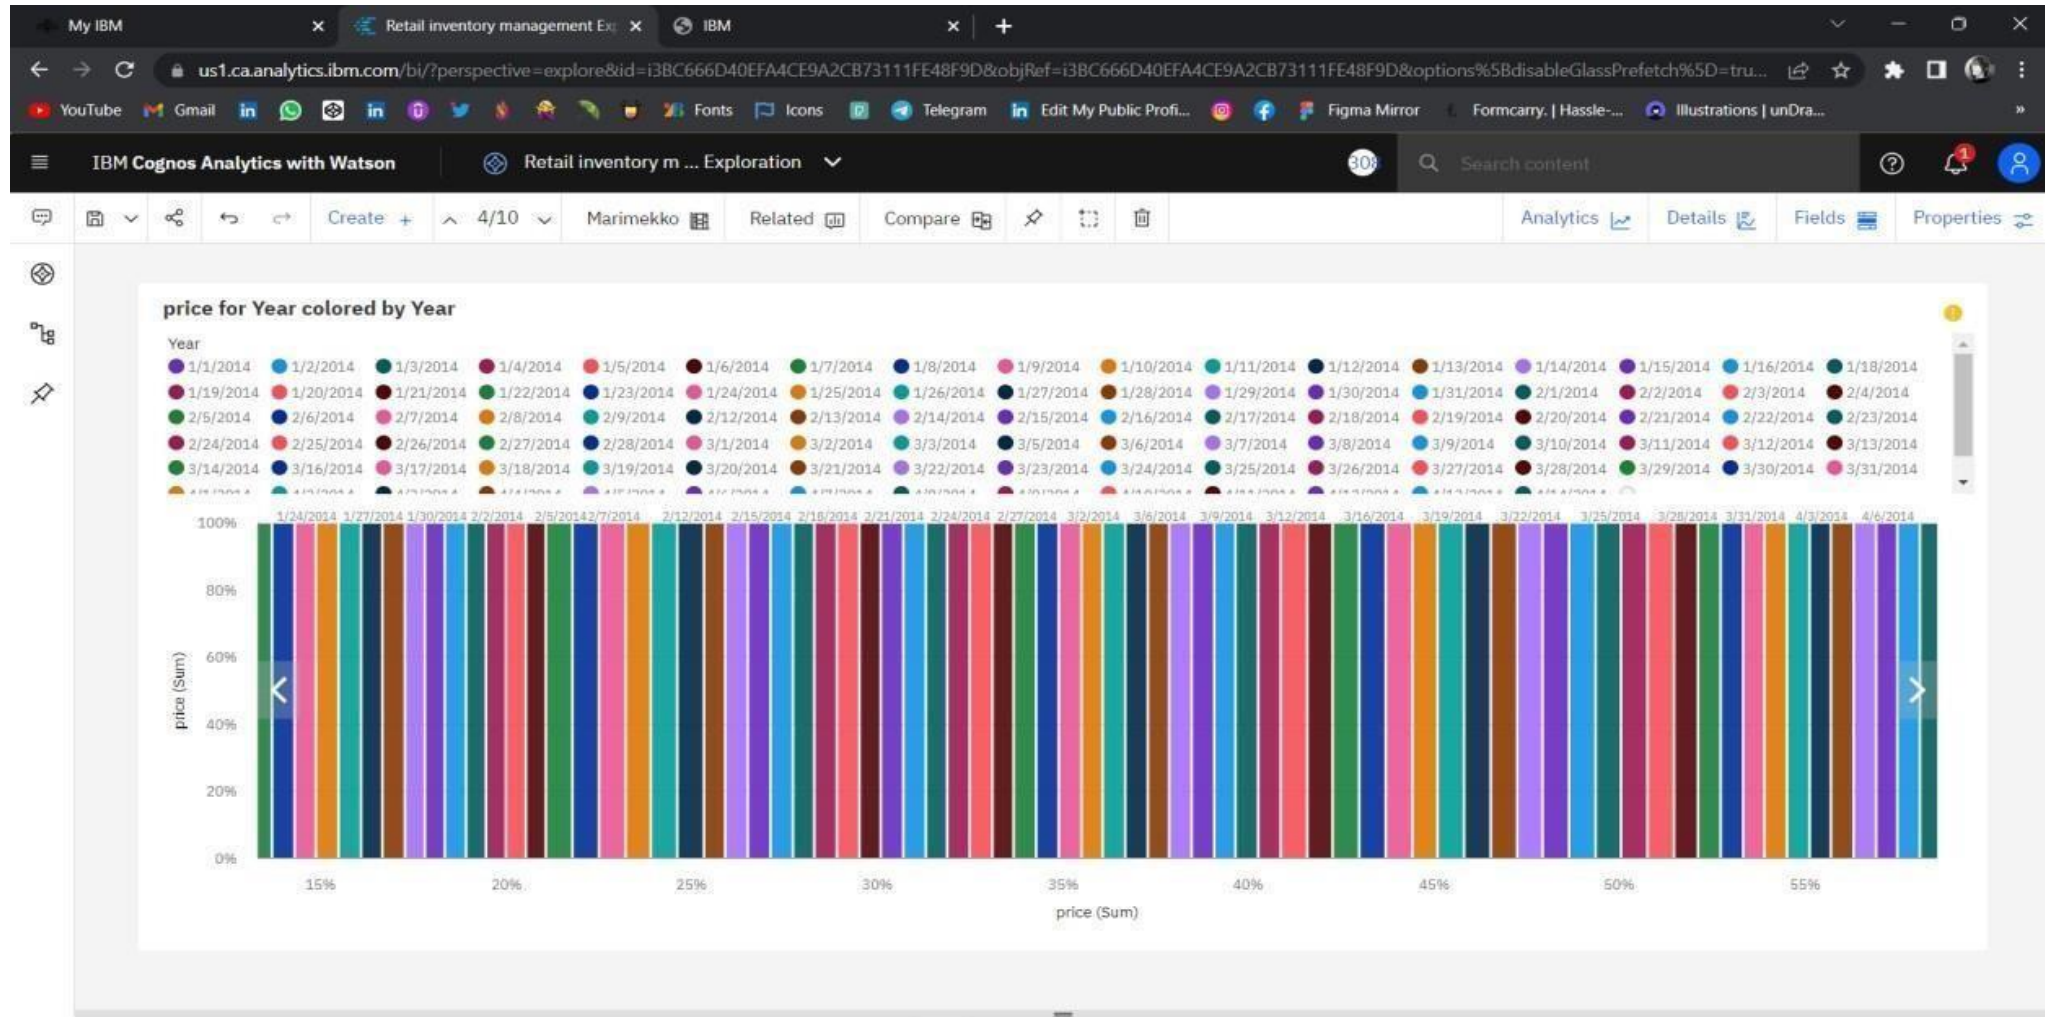 My IBM
Retail inventory management Ex
IBM
us1.ca.analytics.ibm.com/bi/?perspective=explore&id=i3BC666D40EFA4CE9A2CB73111FE48F9D&objRef=i3BC666D40EFA4CE9A2CB73111FE48F9D&options%5BdisableGlassPrefetch%5D=tru...
YouTube Gmail Fonts Icons Telegram Edit My Public Profi... Figma Mirror Formcarry. | Hassle-... Illustrations | unDra... »
IBM Cognos Analytics with Watson Retail inventory m ... Exploration 308 Search content 1
Create + 4/10 Marimekko Related Compare Analytics Details Fields Properties
price for Year colored by Year
Year
1/1/2014 1/2/2014 1/3/2014 1/4/2014 1/5/2014 1/6/2014 1/7/2014 1/8/2014 1/9/2014 1/10/2014 1/11/2014 1/12/2014 1/13/2014 1/14/2014 1/15/2014 1/16/2014 1/18/2014
1/19/2014 1/20/2014 1/21/2014 1/22/2014 1/23/2014 1/24/2014 1/25/2014 1/26/2014 1/27/2014 1/28/2014 1/29/2014 1/30/2014 1/31/2014 2/1/2014 2/2/2014 2/3/2014 2/4/2014
2/5/2014 2/6/2014 2/7/2014 2/8/2014 2/9/2014 2/12/2014 2/13/2014 2/14/2014 2/15/2014 2/16/2014 2/17/2014 2/18/2014 2/19/2014 2/20/2014 2/21/2014 2/22/2014 2/23/2014
2/24/2014 2/25/2014 2/26/2014 2/27/2014 2/28/2014 3/1/2014 3/2/2014 3/3/2014 3/5/2014 3/6/2014 3/7/2014 3/8/2014 3/9/2014 3/10/2014 3/11/2014 3/12/2014 3/13/2014
3/14/2014 3/16/2014 3/17/2014 3/18/2014 3/19/2014 3/20/2014 3/21/2014 3/22/2014 3/23/2014 3/24/2014 3/25/2014 3/26/2014 3/27/2014 3/28/2014 3/29/2014 3/30/2014 3/31/2014
1/24/2014 1/27/2014 1/30/2014 2/2/2014 2/5/2014 2/7/2014 2/12/2014 2/15/2014 2/18/2014 2/21/2014 2/24/2014 2/27/2014 3/2/2014 3/6/2014 3/9/2014 3/12/2014 3/16/2014 3/19/2014 3/22/2014 3/25/2014 3/28/2014 3/31/2014 4/3/2014 4/6/2014
100%
80%
60%
40%
20%
0%
price (Sum)
15% 20% 25% 30% 35% 40% 45% 50% 55%
price (Sum)